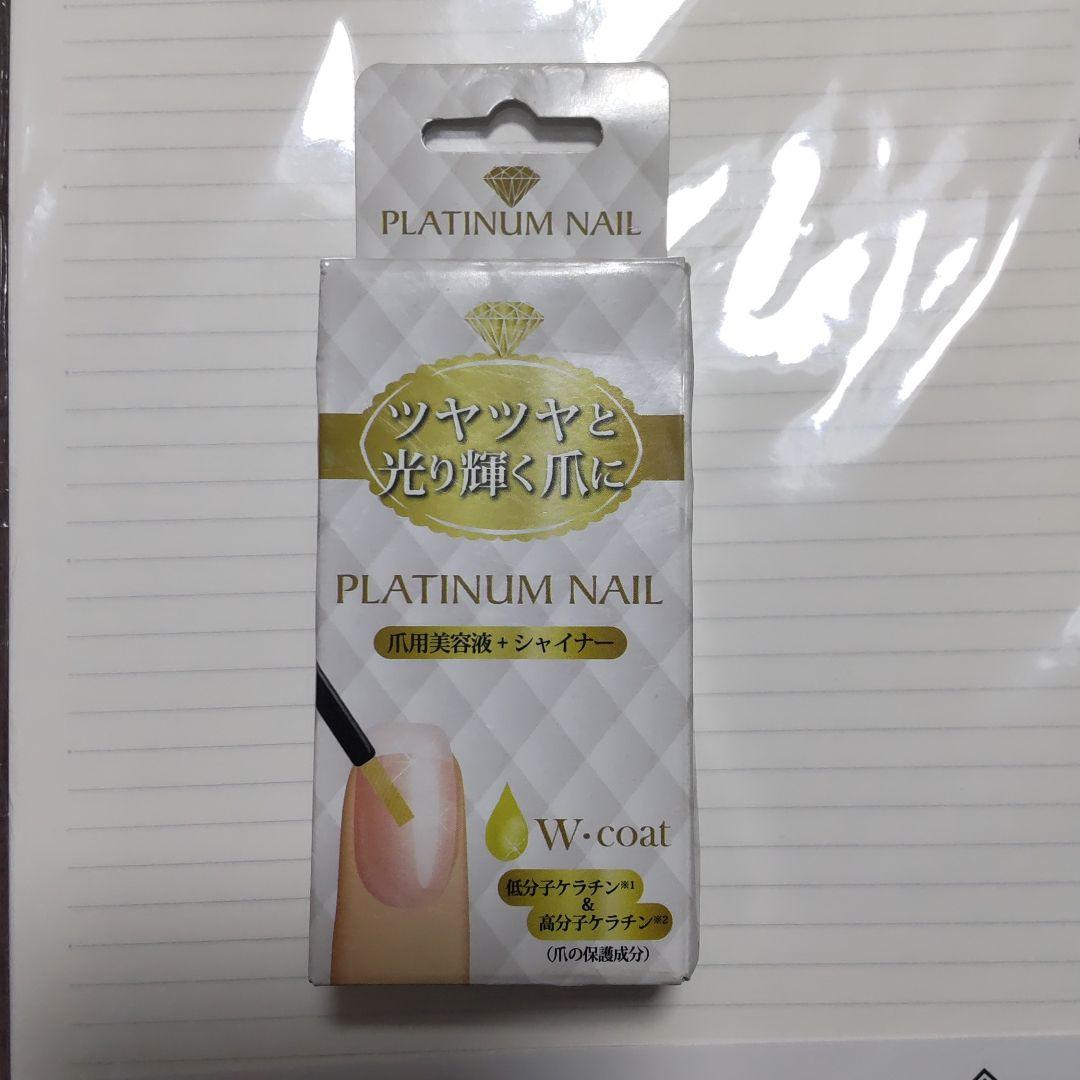 PLATINUM NAIL
ツヤツヤと
光り輝く爪に
PLATINUM NAIL
爪用美容液+シャイナー
W・coat
低分子ケラチン※1
&
高分子ケラチン※2
(爪の保護成分)